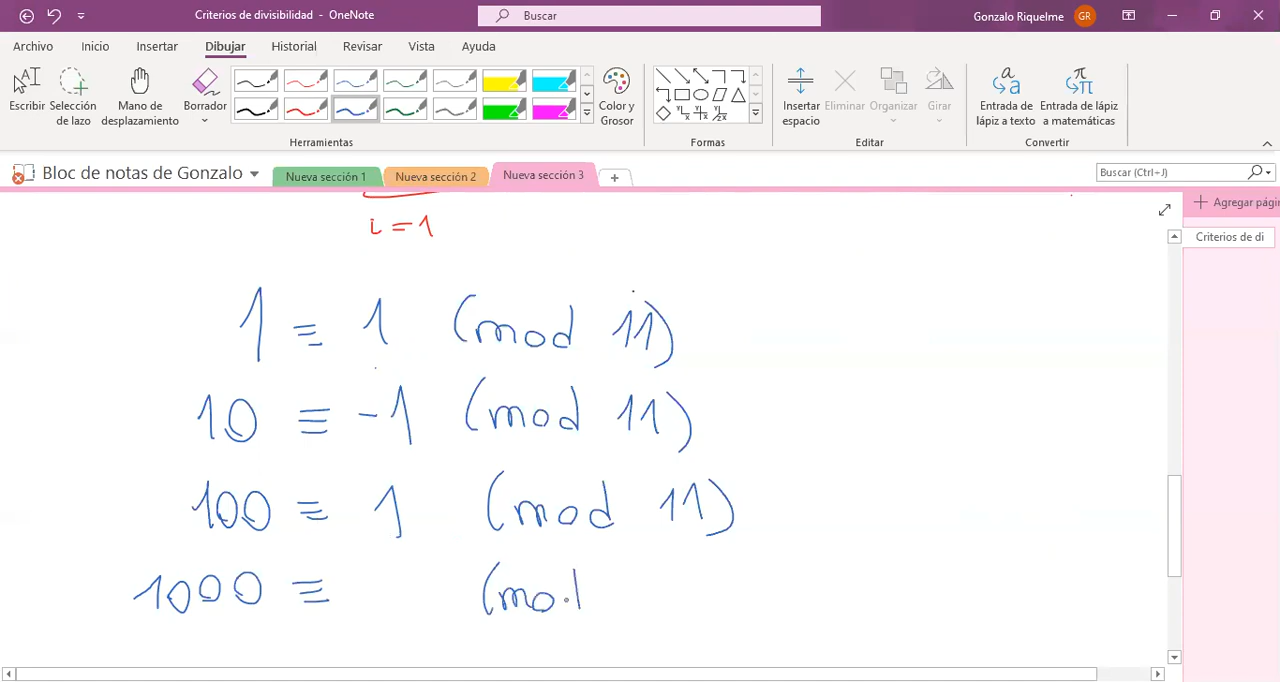 Criterios de divisibilidad - OneNote
Buscar
Gonzalo Riquelme
GR
Archivo Inicio Insertar Dibujar Historial Revisar Vista Ayuda
Escribir
Selección de lazo
Mano de desplazamiento
Borrador
Color y Grosor
Insertar espacio
Eliminar
Organizar
Girar
Entrada de lápiz a texto
Entrada de lápiz a matemáticas
Herramientas
Formas
Editar
Convertir
Bloc de notas de Gonzalo
Nueva sección 1
Nueva sección 2
Nueva sección 3
Buscar (Ctrl+J)
Agregar págin
Criterios de di
i = 1
1 ≡ 1 (mod 11)
10 ≡ -1 (mod 11)
100 ≡ 1 (mod 11)
1000 ≡ (mod